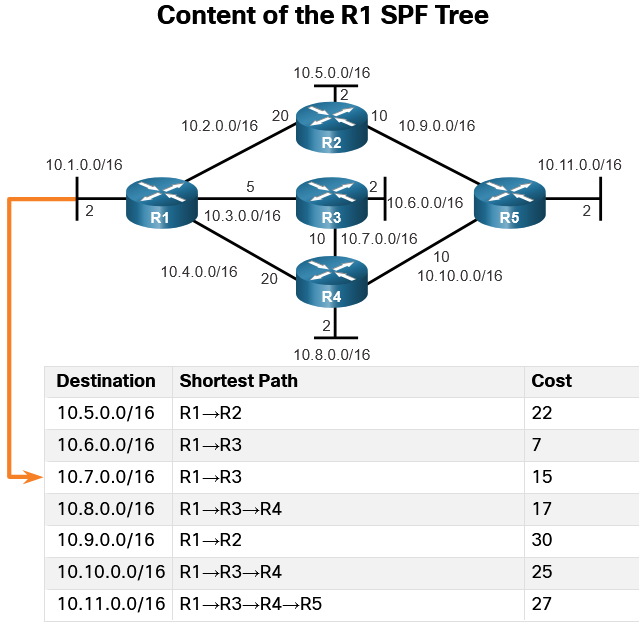 Content of the R1 SPF Tree
10.5.0.0/16
2
20
10
10.2.0.0/16
10.9.0.0/16
R2
10.1.0.0/16
10.11.0.0/16
5
2
10.6.0.0/16
2
R1
10.3.0.0/16
R3
R5
2
10
10.7.0.0/16
10
10.4.0.0/16
20
10.10.0.0/16
R4
2
10.8.0.0/16
Destination Shortest Path Cost
10.5.0.0/16 R1→R2 22
10.6.0.0/16 R1→R3 7
10.7.0.0/16 R1→R3 15
10.8.0.0/16 R1→R3→R4 17
10.9.0.0/16 R1→R2 30
10.10.0.0/16 R1→R3→R4 25
10.11.0.0/16 R1→R3→R4→R5 27